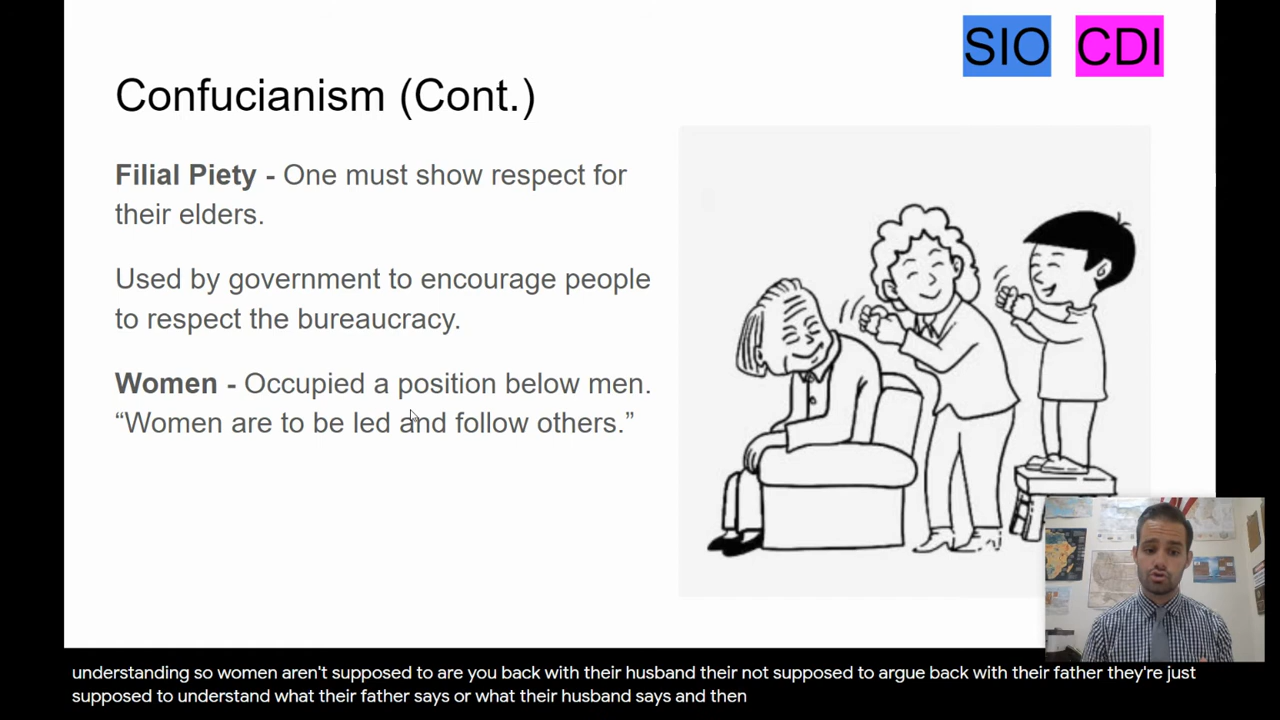 SIO CDI
Confucianism (Cont.)
Filial Piety - One must show respect for
their elders.
Used by government to encourage people
to respect the bureaucracy.
Women - Occupied a position below men.
“Women are to be led and follow others.”
understanding so women aren't supposed to are you back with their husband their not supposed to argue back with their father they're just
supposed to understand what their father says or what their husband says and then